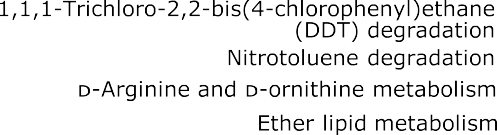 1,1,1-Trichloro-2,2-bis(4-chlorophenyl)ethane
(DDT) degradation
Nitrotoluene degradation
D-Arginine and D-ornithine metabolism
Ether lipid metabolism